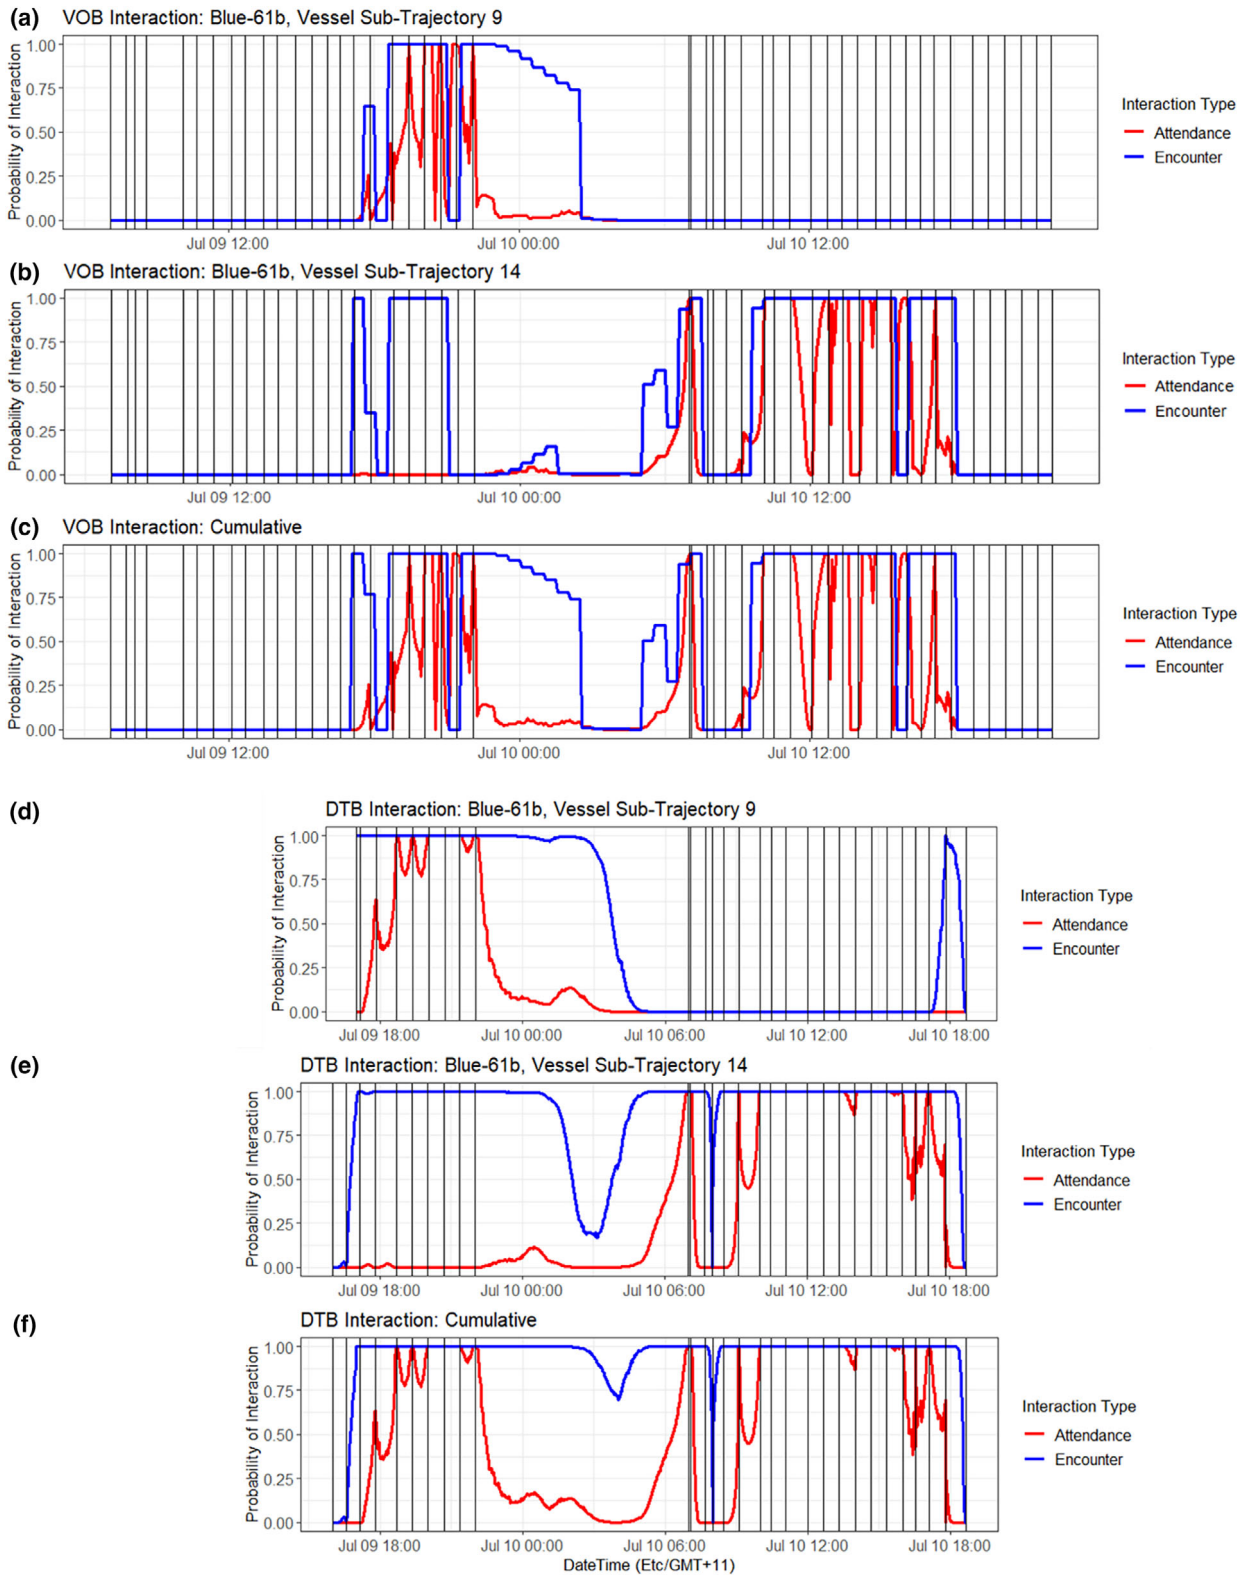 (a)
VOB Interaction: Blue-61b, Vessel Sub-Trajectory 9
Probability of Interaction
1.00
0.75
0.50
0.25
0.00
Jul 09 12:00
Jul 10 00:00
Jul 10 12:00
Interaction Type
Attendance
Encounter
(b)
VOB Interaction: Blue-61b, Vessel Sub-Trajectory 14
Probability of Interaction
1.00
0.75
0.50
0.25
0.00
Jul 09 12:00
Jul 10 00:00
Jul 10 12:00
Interaction Type
Attendance
Encounter
(c)
VOB Interaction: Cumulative
Probability of Interaction
1.00
0.75
0.50
0.25
0.00
Jul 09 12:00
Jul 10 00:00
Jul 10 12:00
Interaction Type
Attendance
Encounter
(d)
DTB Interaction: Blue-61b, Vessel Sub-Trajectory 9
Probability of Interaction
1.00
0.75
0.50
0.25
0.00
Jul 09 18:00
Jul 10 00:00
Jul 10 06:00
Jul 10 12:00
Jul 10 18:00
Interaction Type
Attendance
Encounter
(e)
DTB Interaction: Blue-61b, Vessel Sub-Trajectory 14
Probability of Interaction
1.00
0.75
0.50
0.25
0.00
Jul 09 18:00
Jul 10 00:00
Jul 10 06:00
Jul 10 12:00
Jul 10 18:00
Interaction Type
Attendance
Encounter
(f)
DTB Interaction: Cumulative
Probability of Interaction
1.00
0.75
0.50
0.25
0.00
Jul 09 18:00
Jul 10 00:00
Jul 10 06:00
Jul 10 12:00
Jul 10 18:00
DateTime (Etc/GMT+11)
Interaction Type
Attendance
Encounter